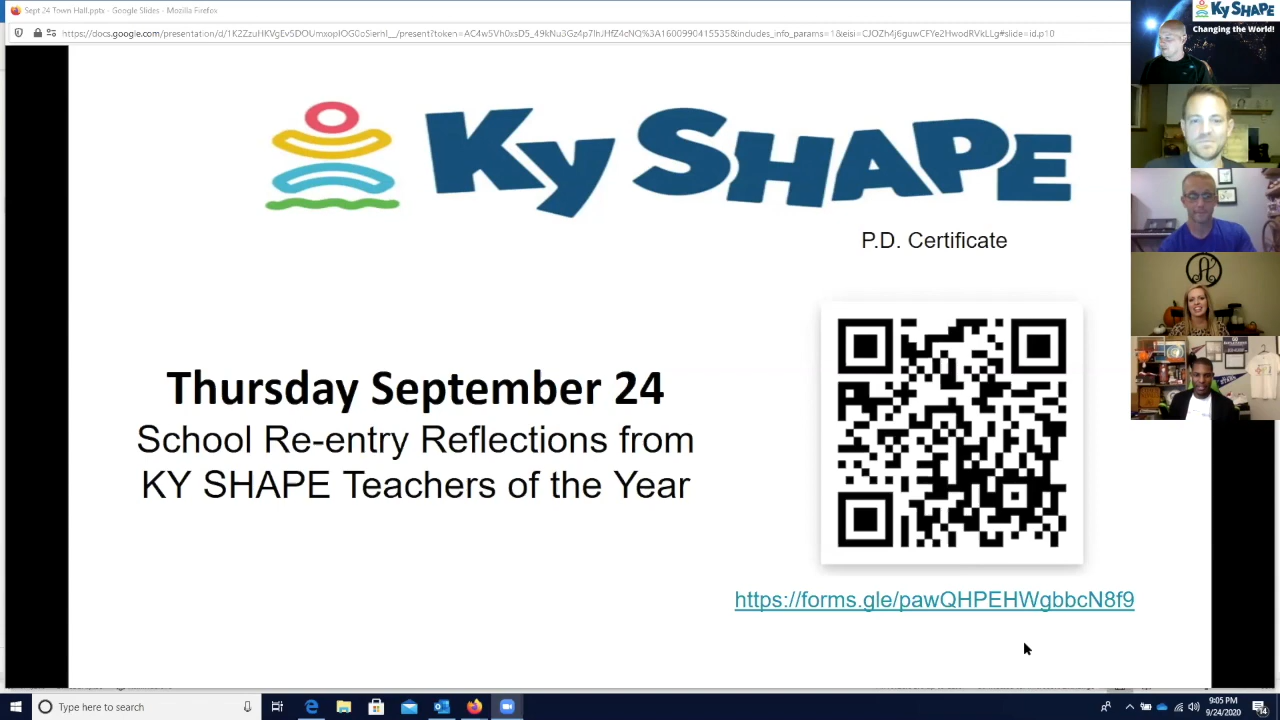 Sept 24 Town Hall.pptx - Google Slides - Mozilla Firefox
KY SHAPE
Changing the World!
KY SHAPE
P.D. Certificate
Thursday September 24
School Re-entry Reflections from
KY SHAPE Teachers of the Year
https://forms.gle/pawQHPEHWgbbcN8f9
Type here to search
9:05 PM
9/24/2020
14